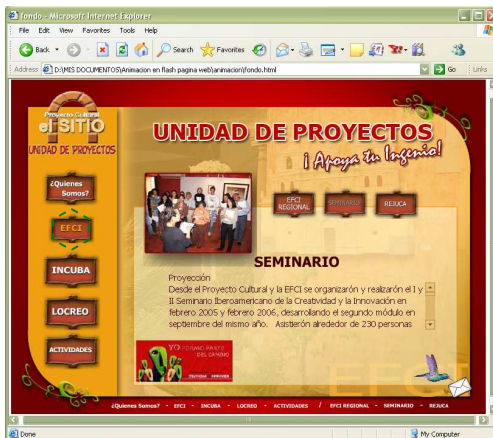 fondo - Microsoft Internet Explorer
File Edit View Favorites Tools Help
Back Search Favorites
Address D:\MIS DOCUMENTOS\Animacion en flash pagina web\animacion\fondo.html Go Links
Proyecto Cultural
el SITIO
UNIDAD DE PROYECTOS
UNIDAD DE PROYECTOS
¡ Apoya tu Ingenio!
¿Quienes
Somos?
EFCI
INCUBA
LOCREO
ACTIVIDADES
EFCI
REGIONAL
SEMINARIO
REJUCA
SEMINARIO
Proyección
Desde el Proyecto Cultural y la EFCI se organizarón y realizarón el I y
II Seminario Iberoamericano de la Creatividad y la Innovación en
febrero 2005 y febrero 2006, desarrollando el segundo módulo en
septiembre del mismo año. Asistierón alrededor de 230 personas
YO FORMO PARTE
DEL CAMBIO
EFCI
¿Quienes Somos? - EFCI - INCUBA - LOCREO - ACTIVIDADES / EFCI REGIONAL - SEMINARIO - REJUCA
Done My Computer